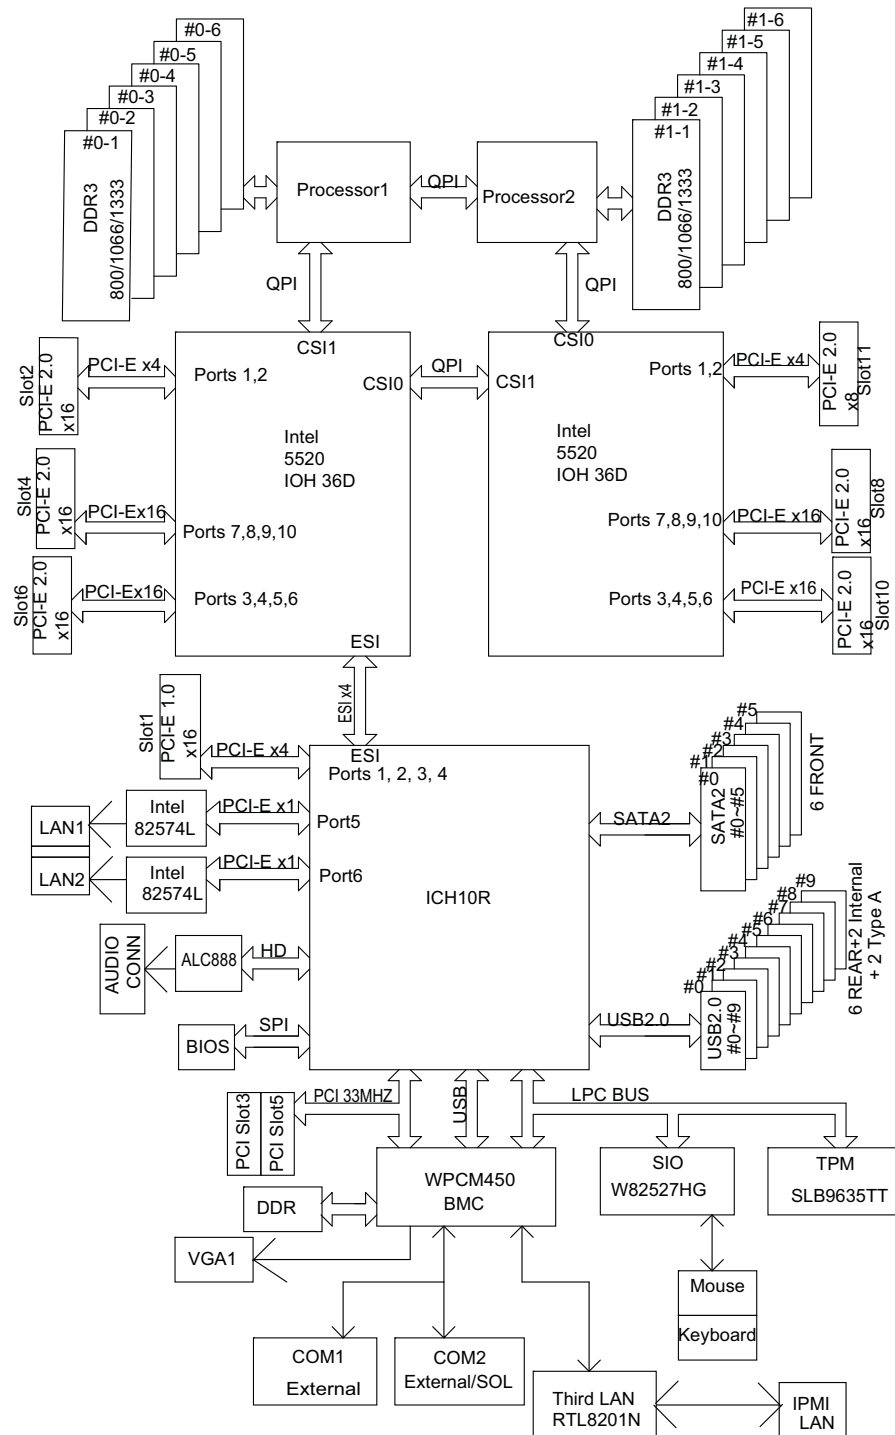 #0-6
#0-5
#0-4
#0-3
#0-2
#0-1
DDR3
800/1066/1333
Processor1
QPI
Processor2
#1-6
#1-5
#1-4
#1-3
#1-2
#1-1
DDR3
800/1066/1333
QPI
QPI
Slot2
PCI-E 2.0
x16
PCI-E x4
CSI1
Ports 1,2
CSI0
QPI
CSI0
CSI1
Ports 1,2
PCI-E x4
PCI-E 2.0
x8
Slot11
Intel
5520
IOH 36D
Intel
5520
IOH 36D
Slot4
PCI-E 2.0
x16
PCI-Ex16
Ports 7,8,9,10
Ports 7,8,9,10
PCI-E x16
PCI-E 2.0
x16
Slot8
Slot6
PCI-E 2.0
x16
PCI-Ex16
Ports 3,4,5,6
Ports 3,4,5,6
PCI-E x16
PCI-E 2.0
x16
Slot10
ESI
ESI x4
Slot1
PCI-E 1.0
x16
PCI-E x4
ESI
Ports 1, 2, 3, 4
LAN1
Intel
82574L
PCI-E x1
Port5
LAN2
Intel
82574L
PCI-E x1
Port6
ICH10R
SATA2
#5
#4
#3
#2
#1
#0
SATA2
#0~#5
6 FRONT
AUDIO
CONN
ALC888
HD
BIOS
SPI
USB2.0
#9
#8
#7
#6
#5
#4
#3
#2
#1
#0
USB2.0
#0~#9
6 REAR+2 Internal
+ 2 Type A
PCI Slot3
PCI Slot5
PCI 33MHZ
USB
LPC BUS
WPCM450
BMC
SIO
W82527HG
TPM
SLB9635TT
DDR
VGA1
Mouse
Keyboard
COM1
External
COM2
External/SOL
Third LAN
RTL8201N
IPMI
LAN